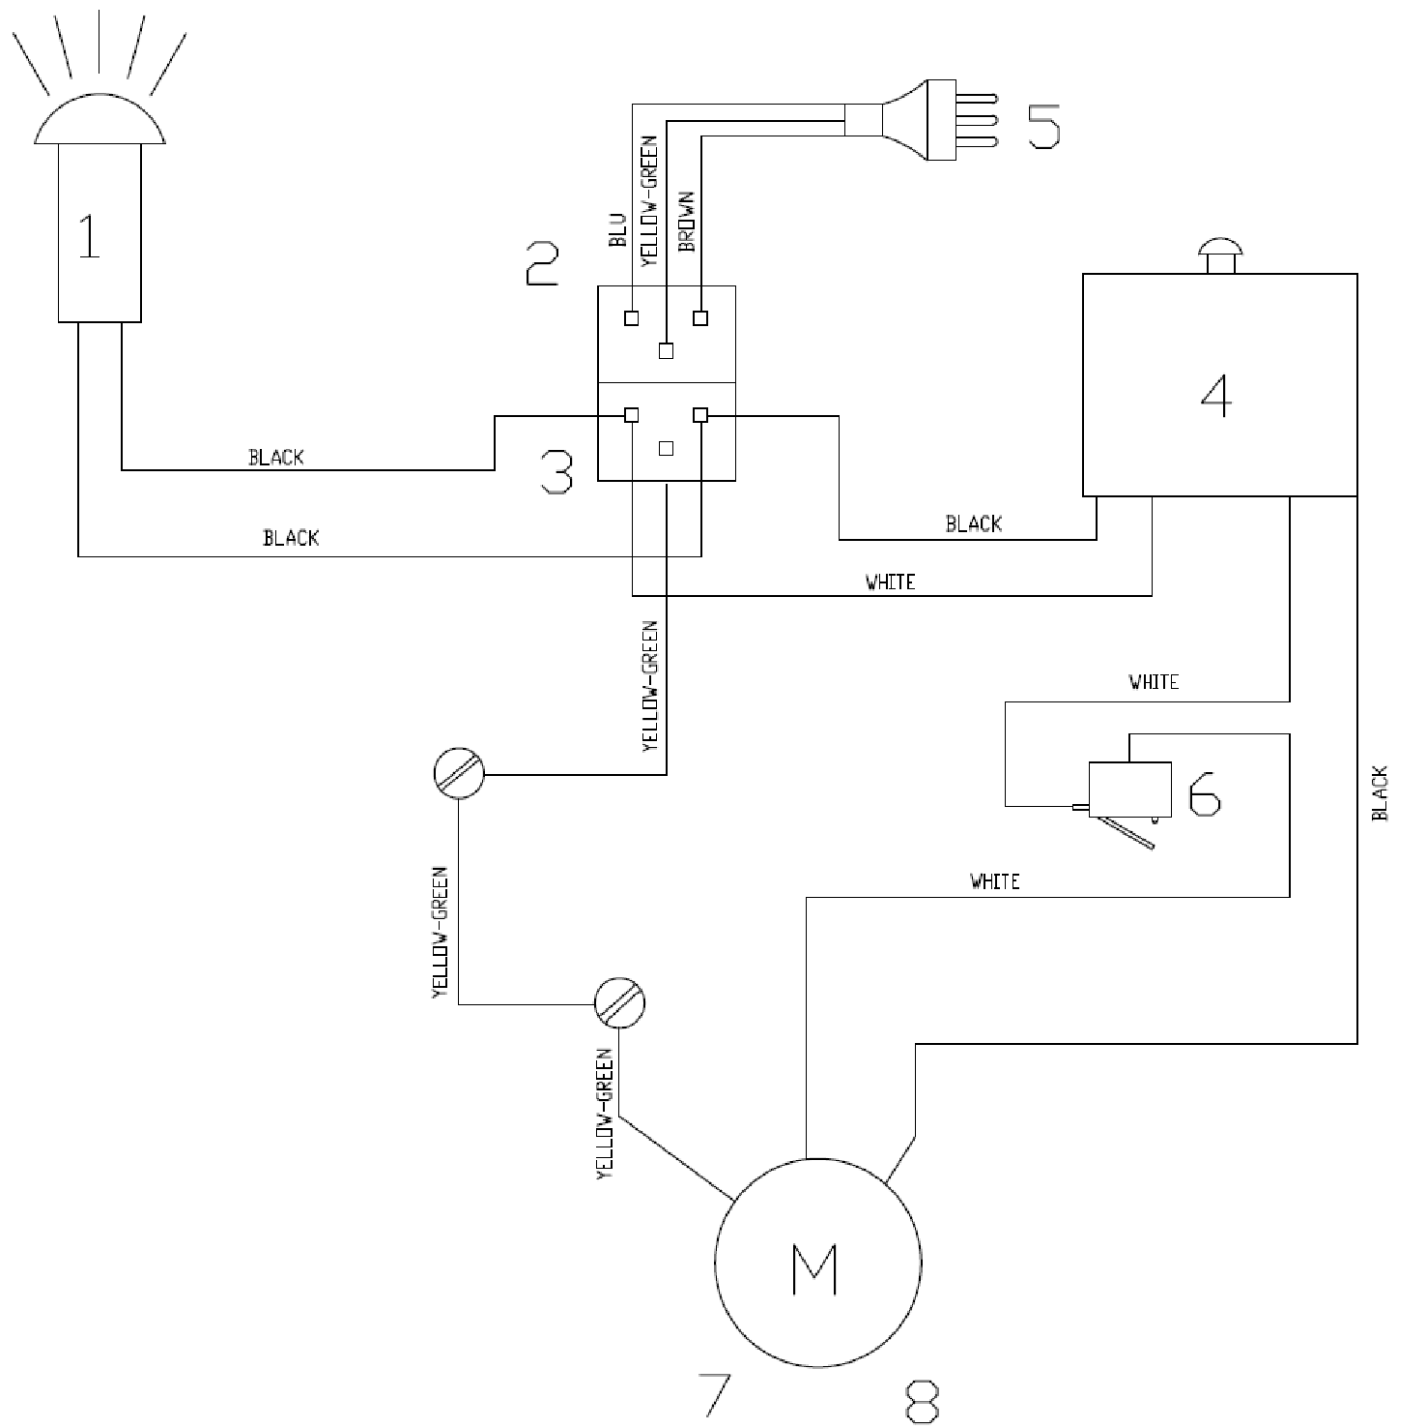 5
BLU
YELLOW-GREEN
BROWN
1
2
4
3
BLACK
BLACK
BLACK
WHITE
YELLOW-GREEN
WHITE
6
BLACK
WHITE
YELLOW-GREEN
YELLOW-GREEN
M
7
8